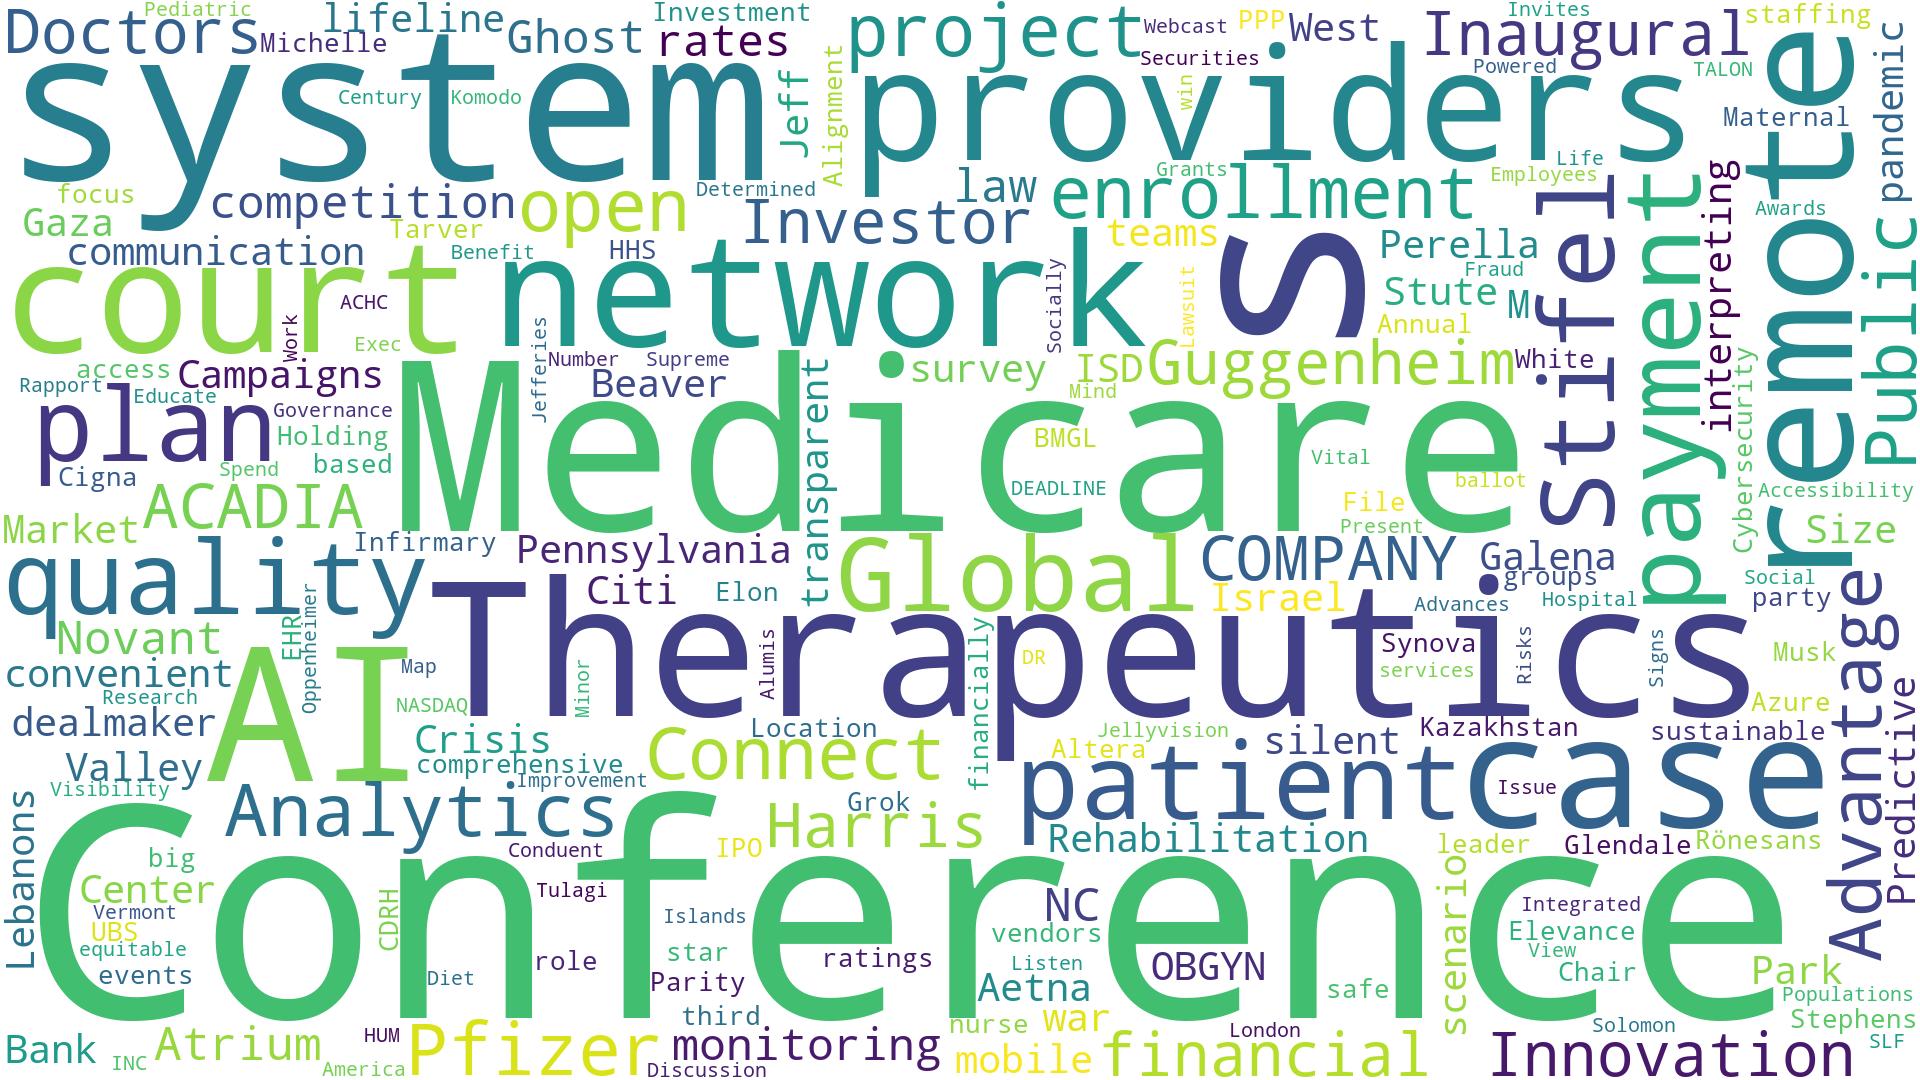 Pediatric
Doctors
Michelle
lifeline
Ghost
Investment
rates
project
Webcast
PPP
West
Securities
Inaugural
Invites
staffing
system
Century
Komodo
Jeff
Alignment
providers
win
Powered
TALON
remote
pandemic
Maternal
focus
Gaza
competition
open
Determined
law
Investor
Grants
enrollment
Employees
Life
Awards
communication
Tarver
Benefit
HHS
teams
Perella
Fraud
Stute
M
Annual
court
ACHC
Work
Exec
network
Socially
Lawsuit
S
Stiffel
payment
interpreting
Public
access
Rapport
Educate
Campaigns
Governance
Jefferies
Number
Supreme
Beaver
transparent
survey
ISD
Mind
Guggenheim
White
plan
Holding
based
Spend
Cigna
Medicare
BMGL
DEADLINE
Vital
File
ballot
Present
Cybersecurity
Accessibility
Size
Market
ACADIA
Infirmary
Pennsylvania
Global
COMPANY
Galena
groups
quality
Citi
Elon
Israel
Advances
Hospital
Social
party
Novant
EHR
Oppenheimer
Therapeutics
convenient
Research
Map
NASDAQ
Minor
Alumis
financially
DR
Synova
services
Risks
Signs
Musk
Azure
Advantage
Predictive
dealmaker
AI
Crisis
comprehensive
Improvement
Location
Connect
Jellyvision
Altera
silent
Kazakhstan
sustainable
Valley
Visibility
Analytics
Grok
patient
case
Issue
Lebanons
Conference
big
Center
Vermont
UBS
equitable
events
CDRH
Conduent
Tulagi
IPO
Harris
Rehabilitation
leader
Glendale
Rönesans
Diet
role
Islands
star
Parity
ratings
NC
vendors
Listen
Aetna
OBGYN
safe
scenario
Integrated
Elevance
View
Chair
Park
Populations
Stephens
Bank
INC
Atrium
HUM
America
Pfizer
third
monitoring
Discussion
nurse
war
mobile
financial
London
Innovation
Solomon
SLF